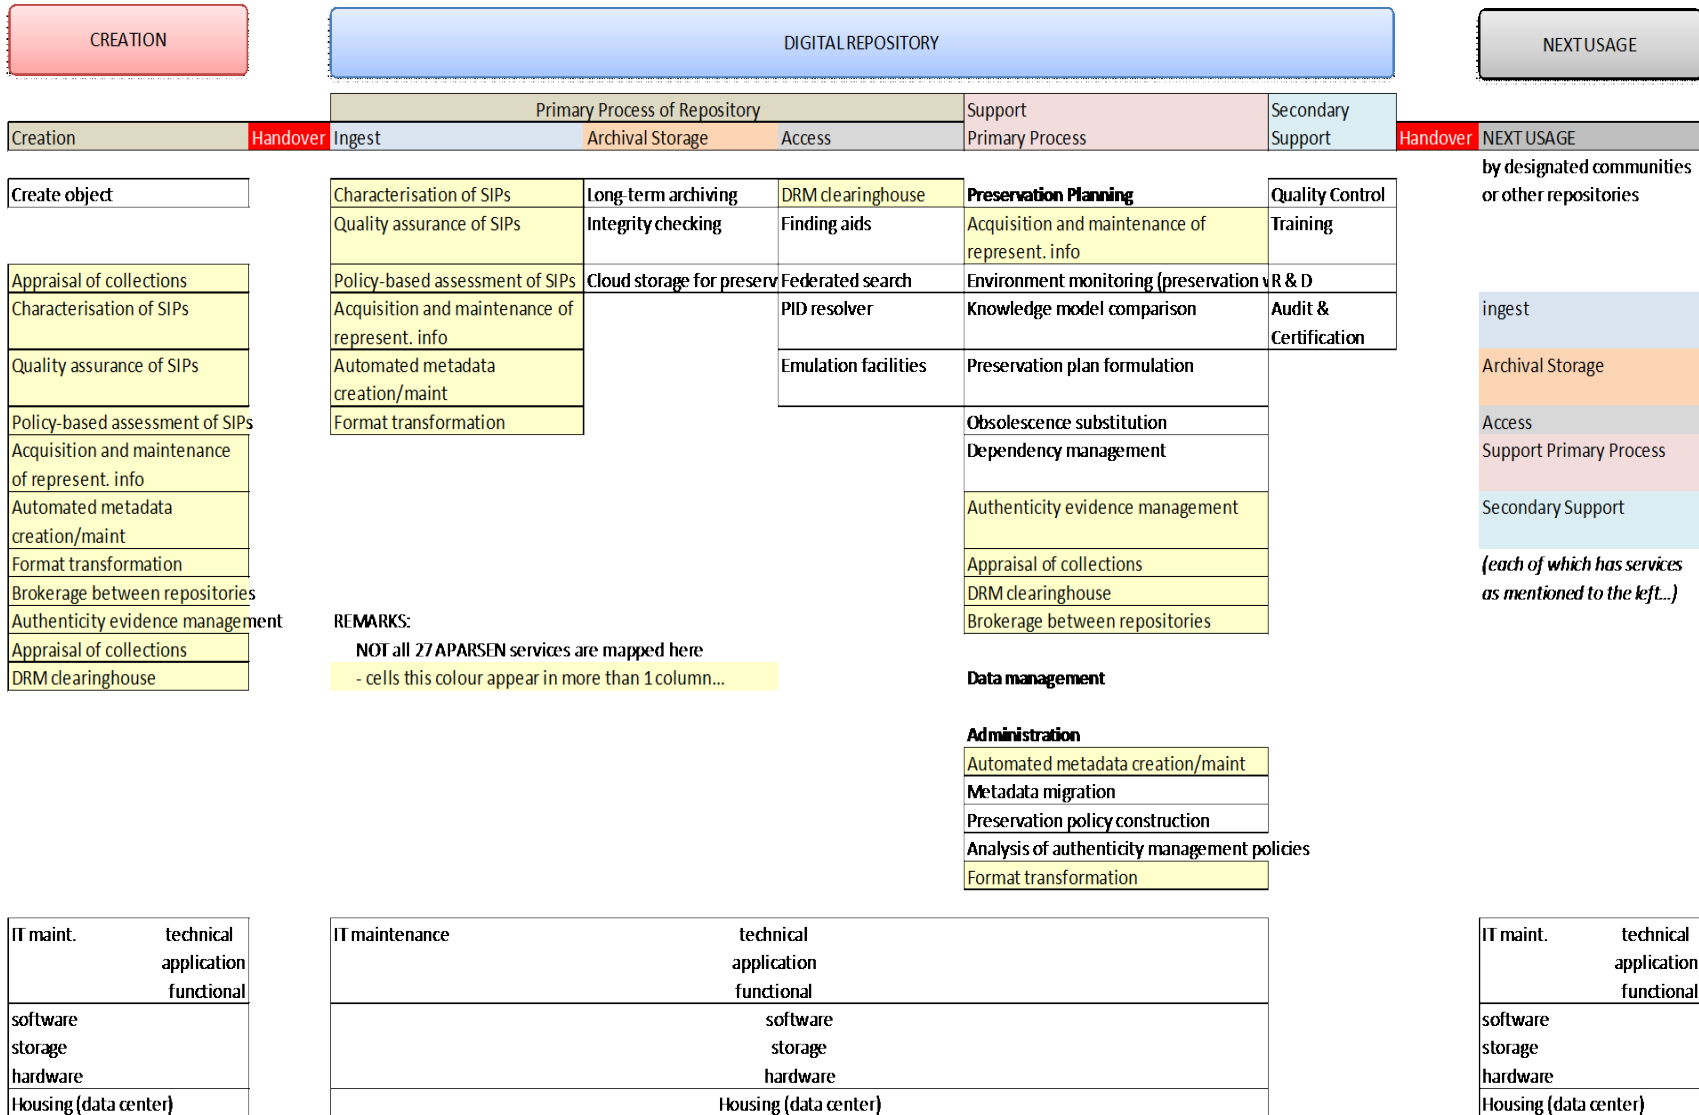 CREATION
DIGITAL REPOSITORY
NEXT USAGE
Primary Process of Repository
Support
Secondary
Creation
Handover
Ingest
Archival Storage
Access
Primary Process
Support
Handover
NEXT USAGE
by designated communities
or other repositories
Create object
Appraisal of collections
Characterisation of SIPs
Quality assurance of SIPs
Policy-based assessment of SIPs
Acquisition and maintenance
of represent. info
Automated metadata
creation/maint
Format transformation
Brokerage between repositories
Authenticity evidence management
Appraisal of collections
DRM clearinghouse
Characterisation of SIPs
Quality assurance of SIPs
Policy-based assessment of SIPs
Acquisition and maintenance of
represent. info
Automated metadata
creation/maint
Format transformation
Long-term archiving
Integrity checking
Cloud storage for preserv
DRM clearinghouse
Finding aids
Federated search
PID resolver
Emulation facilities
Preservation Planning
Acquisition and maintenance of
represent. info
Environment monitoring (preservation
Knowledge model comparison
Preservation plan formulation
Obsolescence substitution
Dependency management
Authenticity evidence management
Appraisal of collections
DRM clearinghouse
Brokerage between repositories
Data management
Administration
Automated metadata creation/maint
Metadata migration
Preservation policy construction
Analysis of authenticity management policies
Format transformation
Quality Control
Training
R & D
Audit &
Certification
ingest
Archival Storage
Access
Support Primary Process
Secondary Support
(each of which has services
as mentioned to the left...)
REMARKS:
NOT all 27 APARSEN services are mapped here
- cells this colour appear in more than 1 column...
IT maint. technical
application
functional
software
storage
hardware
Housing (data center)
IT maintenance technical
application
functional
software
storage
hardware
Housing (data center)
IT maint. technical
application
functional
software
storage
hardware
Housing (data center)